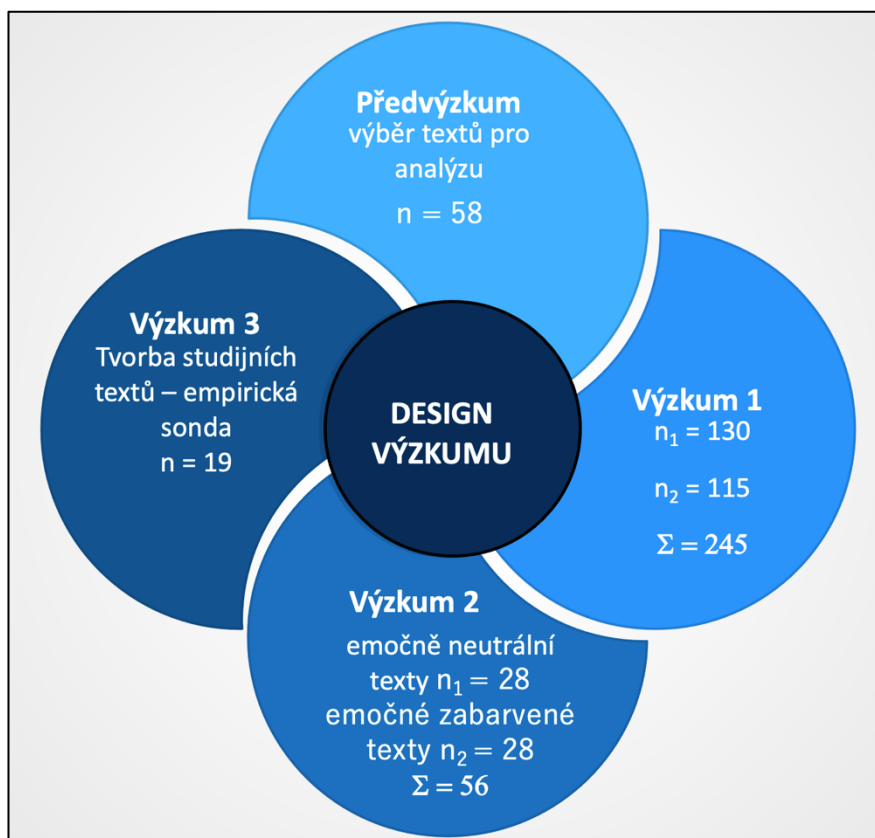 Předvýzkum
výběr textů pro
analýzu
n = 58
Výzkum 1
n₁ = 130
n₂ = 115
Σ = 245
Výzkum 2
emočně neutrální
texty n₁ = 28
emočné zabarvené
texty n₂ = 28
Σ = 56
Výzkum 3
Tvorba studijních
textů – empirická
sonda
n = 19
DESIGN
VÝZKUMU